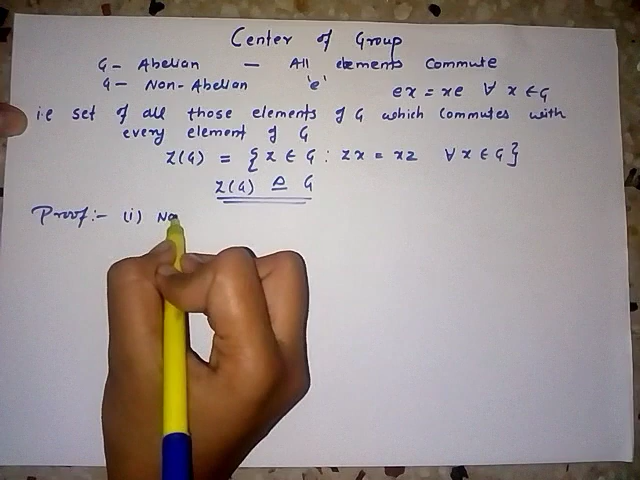 Center of Group
G - Abelian — All elements commute
G - Non-Abelian 'e' ex = xe ∀ x ∈ G
i.e set of all those elements of G which commutes with
every element of G
Z(G) = { z ∈ G : zx = xz ∀ x ∈ G }
Z(G) ⊴ G
Proof:- (i) No